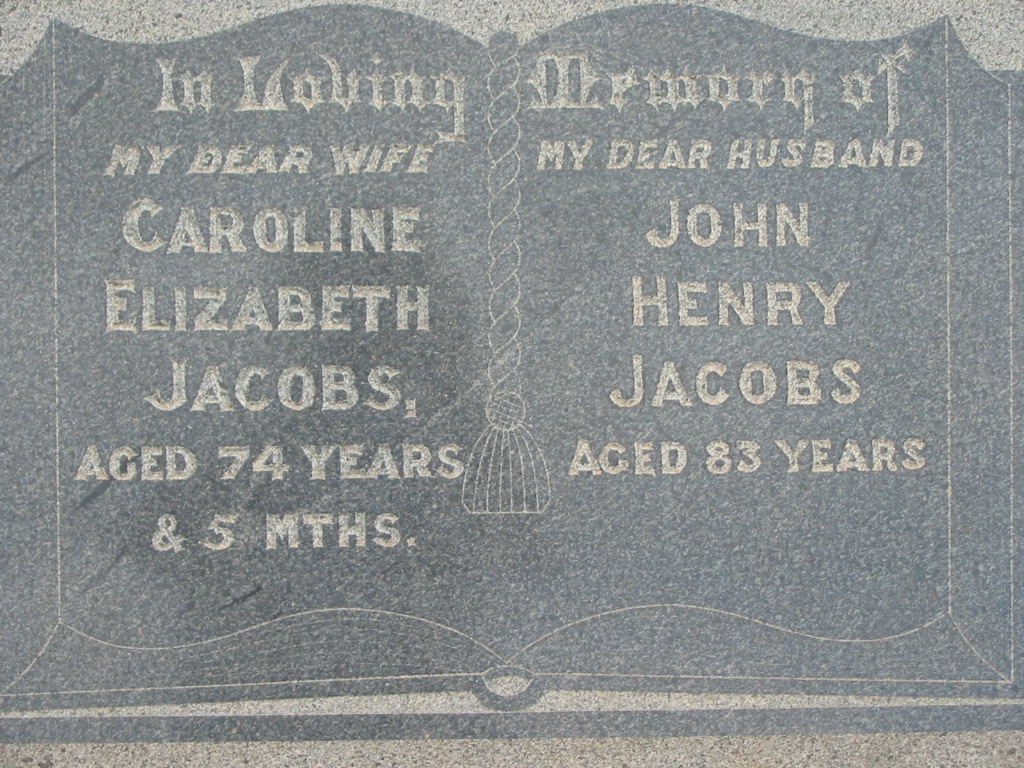 In Loving Memory of
MY DEAR WIFE
CAROLINE
ELIZABETH
JACOBS,
AGED 74 YEARS
& 5 MTHS.
MY DEAR HUSBAND
JOHN
HENRY
JACOBS
AGED 83 YEARS